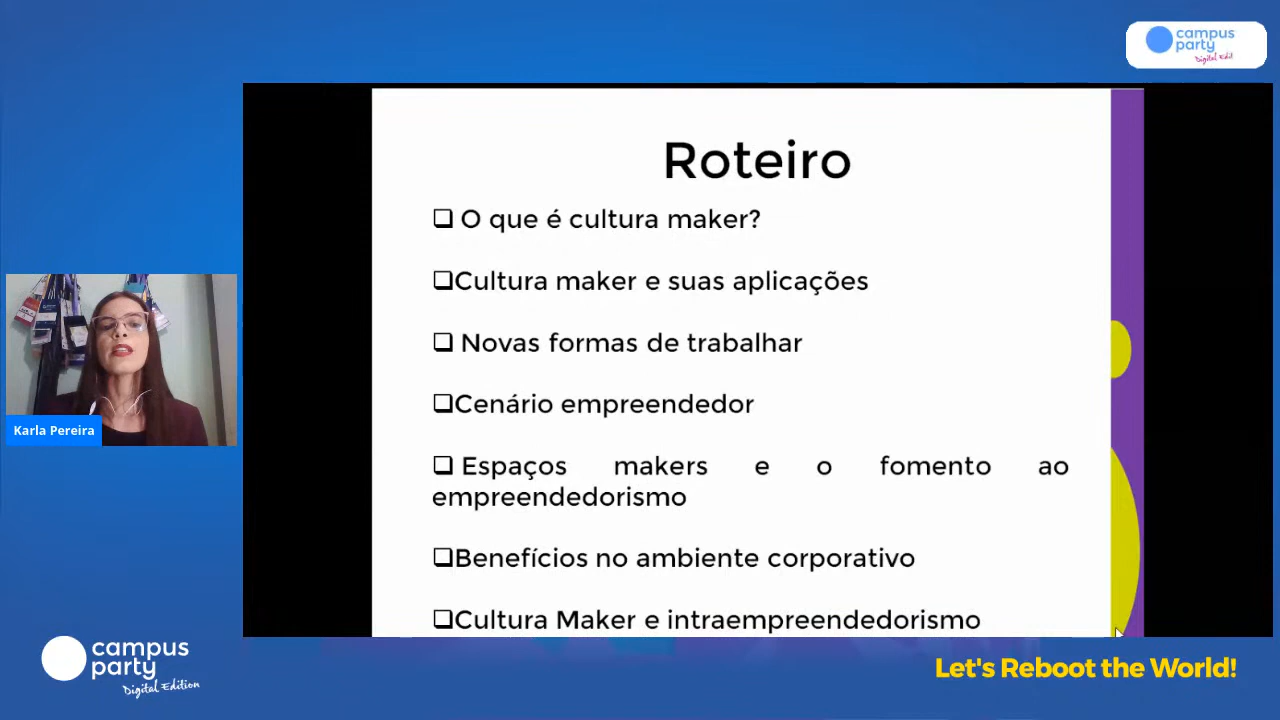 campus
party
Digital Edit
Roteiro
❑ O que é cultura maker?
❑Cultura maker e suas aplicações
❑ Novas formas de trabalhar
❑Cenário empreendedor
❑ Espaços makers e o fomento ao
empreendedorismo
❑Benefícios no ambiente corporativo
❑Cultura Maker e intraempreendedorismo
Karla Pereira
campus
party
Digital Edition
Let's Reboot the World!